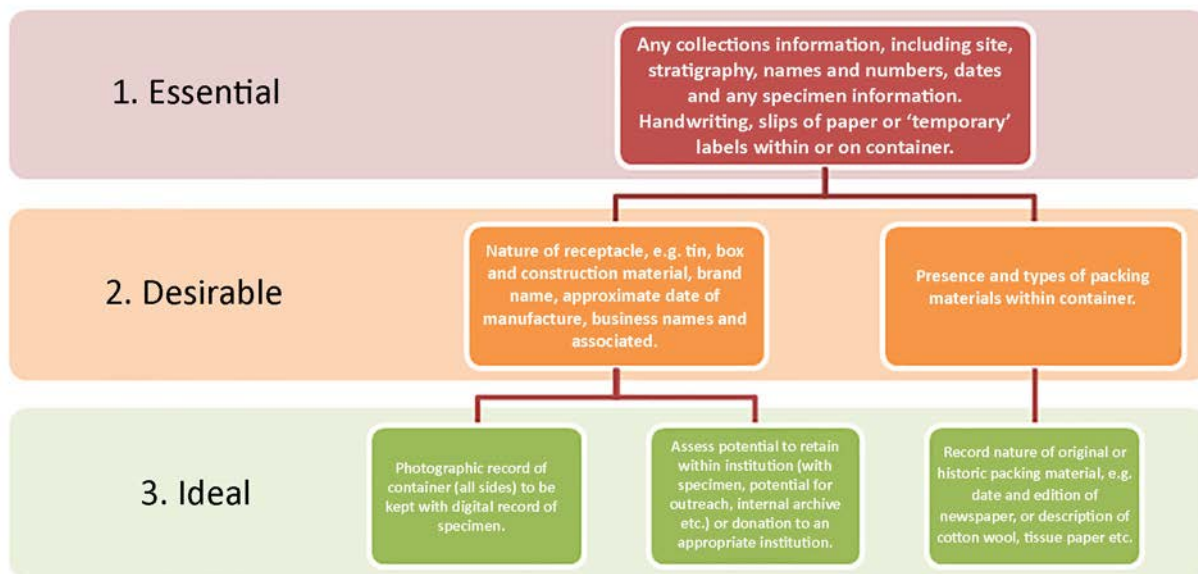 1. Essential
Any collections information, including site,
stratigraphy, names and numbers, dates
and any specimen information.
Handwriting, slips of paper or ‘temporary’
labels within or on container.
2. Desirable
Nature of receptacle, e.g. tin, box
and construction material, brand
name, approximate date of
manufacture, business names and
associated.
Presence and types of packing
materials within container.
3. Ideal
Photographic record of
container (all sides) to be
kept with digital record of
specimen.
Assess potential to retain
within institution (with
specimen, potential for
outreach, internal archive
etc.) or donation to an
appropriate institution.
Record nature of original or
historic packing material, e.g.
date and edition of
newspaper, or description of
cotton wool, tissue paper etc.